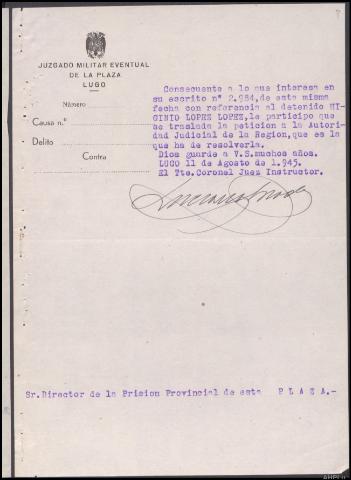 JUZGADO MILITAR EVENTUAL
DE LA PLAZA
LUGO
Número
Causa n.º
Delito
Contra
Consecuente a lo que interesa en
su escrito nº 2.984,de esta misma
fecha con referencia al detenido HI-
GINIO LOPEZ LOPEZ,le participo que
se traslada la peticion a la Autori-
dad Judicial de la Region,que es la
que ha de resolverla.
Dios guarde a V.S.muchos años.
LUGO 11 de Agosto de 1.945.
El Tte.Coronel Juez Instructor.
Sr.Director de la Prision Provincial de esta P L A Z A.-
AHPLu